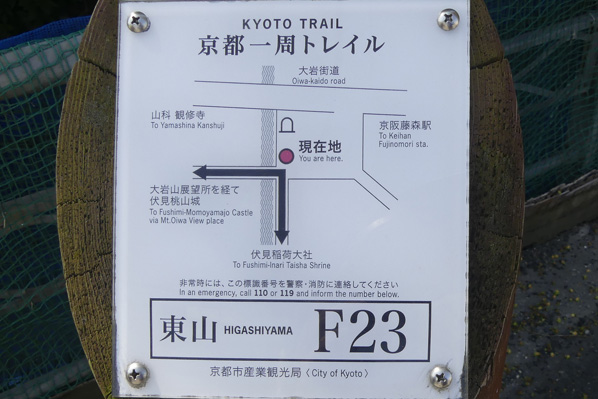 KYOTO TRAIL
京都一周トレイル
大岩街道
Oiwa-kaido road
山科 観修寺
To Yamashina Kanshuji
京阪藤森駅
To Keihan
Fujinomori sta.
現在地
You are here.
大岩山展望所を経て
伏見桃山城
To Fushimi-Momoyamajo Castle
via Mt.Oiwa View place
伏見稲荷大社
To Fushimi-Inari Taisha Shrine
非常時には、この標識番号を警察・消防に連絡してください
In an emergency, call 110 or 119 and inform the number below.
東山 HIGASHIYAMA F23
京都市産業観光局〈City of Kyoto〉